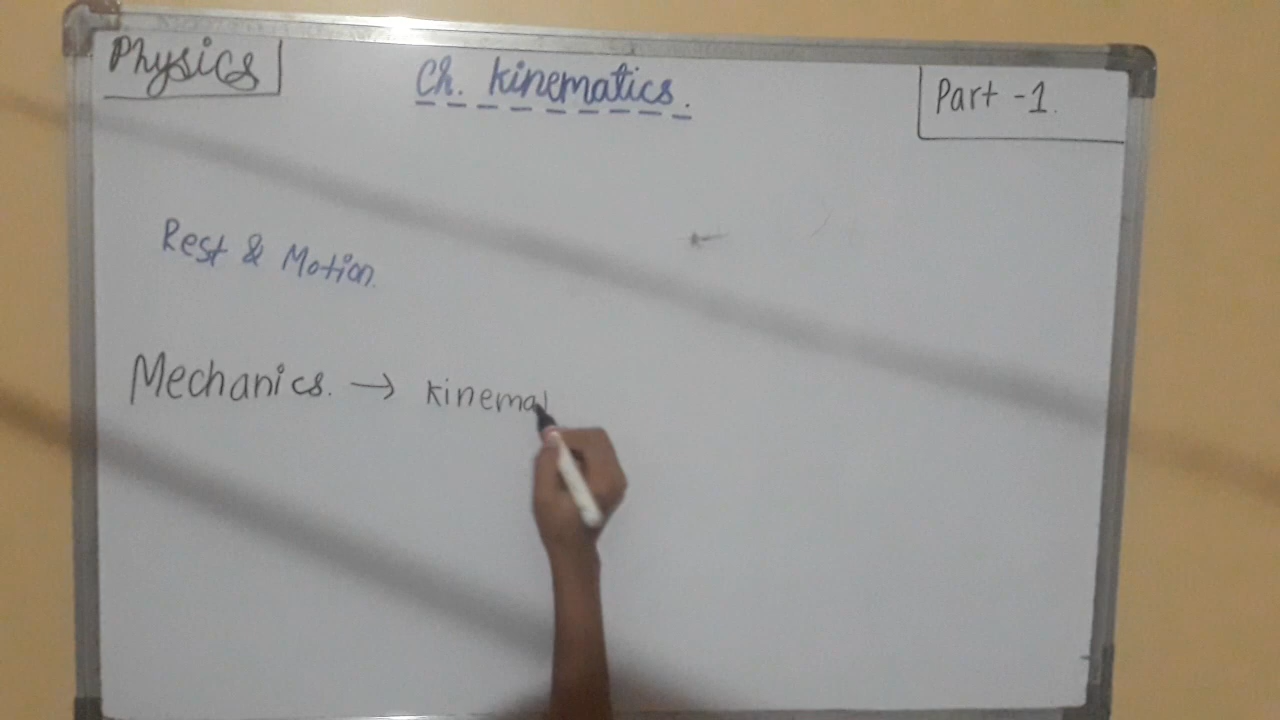 Physics
Ch. Kinematics.
Part -1.
Rest & Motion.
Mechanics. → Kinema